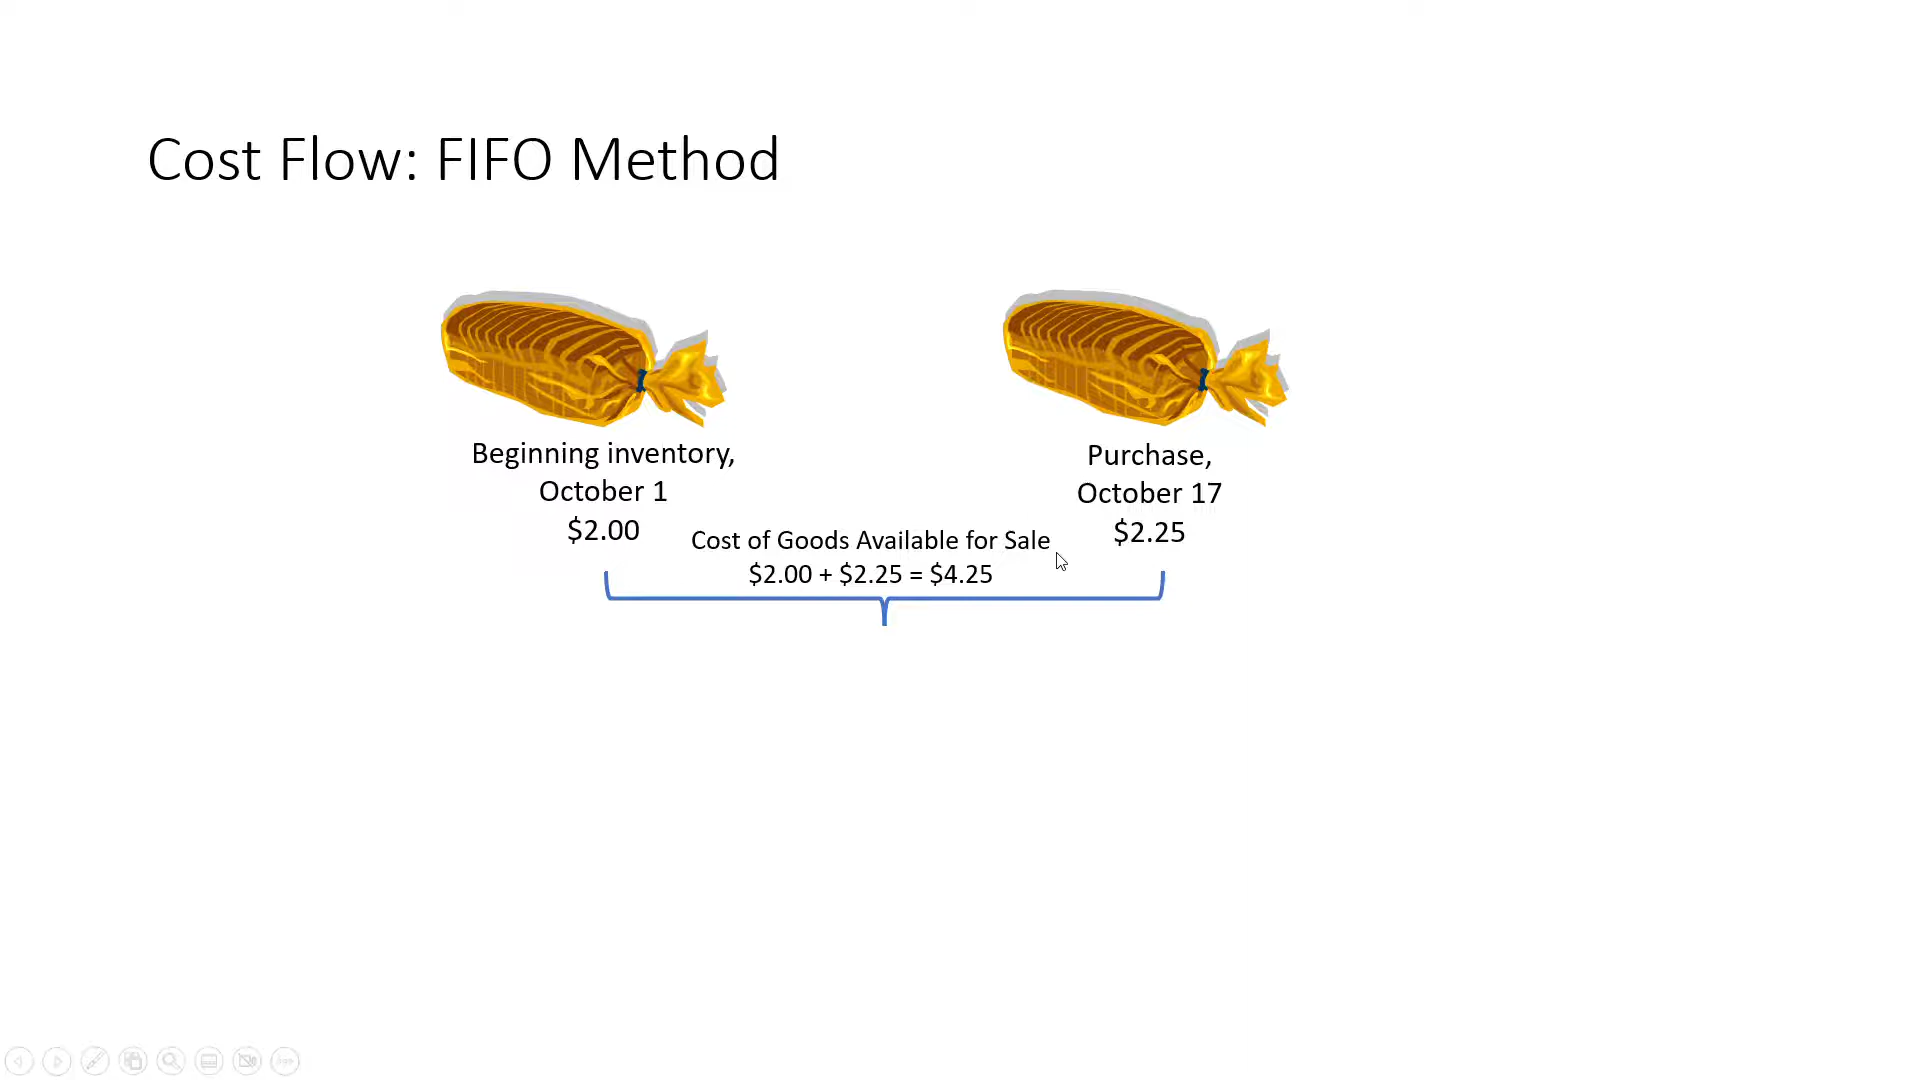 Cost Flow: FIFO Method
Beginning inventory,
October 1
$2.00
Purchase,
October 17
$2.25
Cost of Goods Available for Sale
$2.00 + $2.25 = $4.25